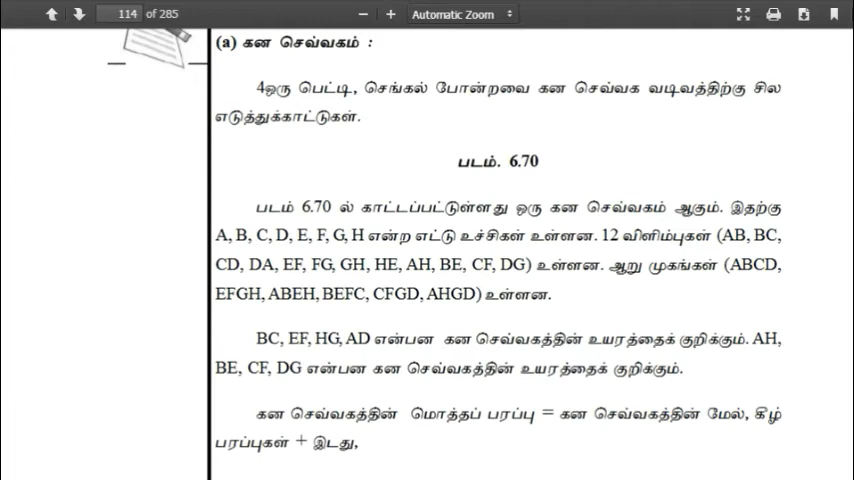 114 of 285 Automatic Zoom
(a) கன செவ்வகம் :
4ஒரு பெட்டி, செங்கல் போன்றவை கன செவ்வக வடிவத்திற்கு சில
எடுத்துக்காட்டுகள்.
படம். 6.70
படம் 6.70 ல் காட்டப்பட்டுள்ளது ஒரு கன செவ்வகம் ஆகும். இதற்கு
A, B, C, D, E, F, G, H என்ற எட்டு உச்சிகள் உள்ளன. 12 விளிம்புகள் (AB, BC,
CD, DA, EF, FG, GH, HE, AH, BE, CF, DG) உள்ளன. ஆறு முகங்கள் (ABCD,
EFGH, ABEH, BEFC, CFGD, AHGD) உள்ளன.
BC, EF, HG, AD என்பன கன செவ்வகத்தின் உயரத்தைக் குறிக்கும். AH,
BE, CF, DG என்பன கன செவ்வகத்தின் உயரத்தைக் குறிக்கும்.
கன செவ்வகத்தின் மொத்தப் பரப்பு = கன செவ்வகத்தின் மேல், கீழ்
பரப்புகள் + இடது,